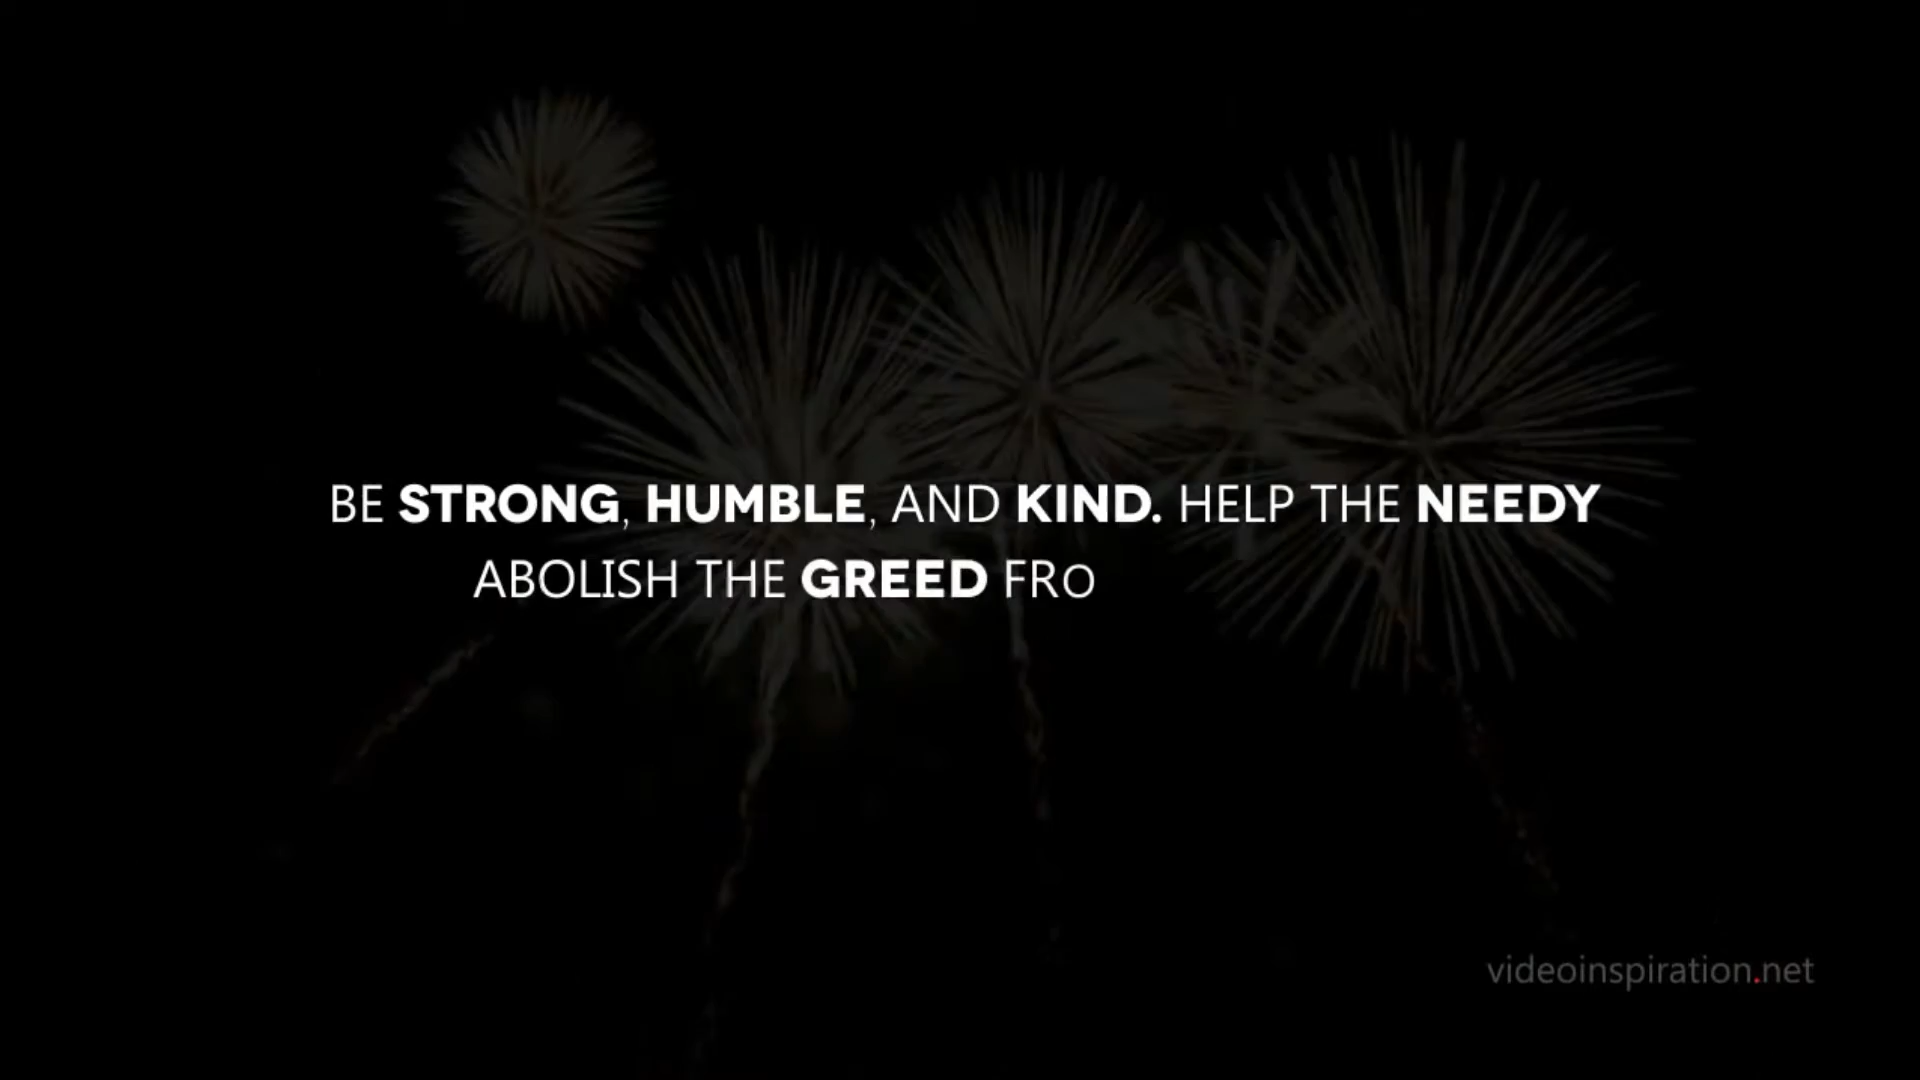 BE STRONG, HUMBLE, AND KIND. HELP THE NEEDY
ABOLISH THE GREED FRO
videoinspiration.net